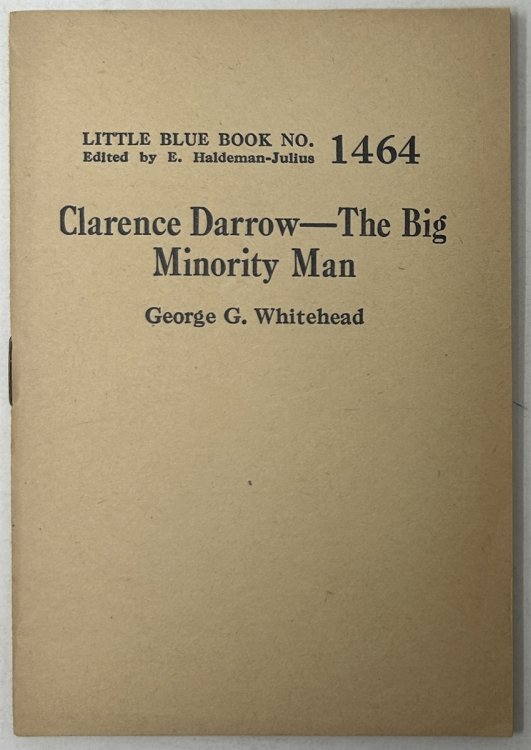 LITTLE BLUE BOOK NO. 1464
Edited by E. Haldeman-Julius
Clarence Darrow—The Big
Minority Man
George G. Whitehead